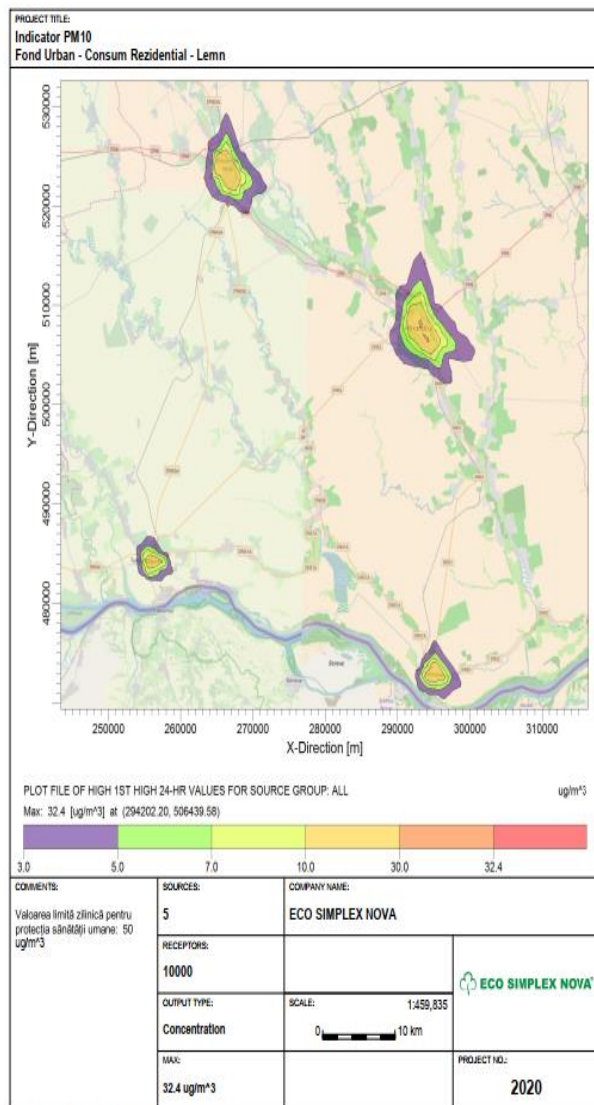 PROJECT TITLE:
Indicator PM10
Fond Urban - Consum Rezidential - Lemn
Y-Direction [m]
530000
520000
510000
500000
490000
480000
250000 260000 270000 280000 290000 300000 310000
X-Direction [m]
PLOT FILE OF HIGH 1ST HIGH 24-HR VALUES FOR SOURCE GROUP: ALL ug/m^3
Max: 32.4 [ug/m^3] at (294202.20, 506439.58)
3.0 5.0 7.0 10.0 30.0 32.4
COMMENTS:
Valoarea limită zilinică pentru
protecția sănătății umane: 50
ug/m^3
SOURCES:
5
COMPANY NAME:
ECO SIMPLEX NOVA
RECEPTORS:
10000
OUTPUT TYPE:
Concentration
SCALE: 1:459,835
0 10 km
ECO SIMPLEX NOVA
MAX:
32.4 ug/m^3
PROJECT NO.:
2020